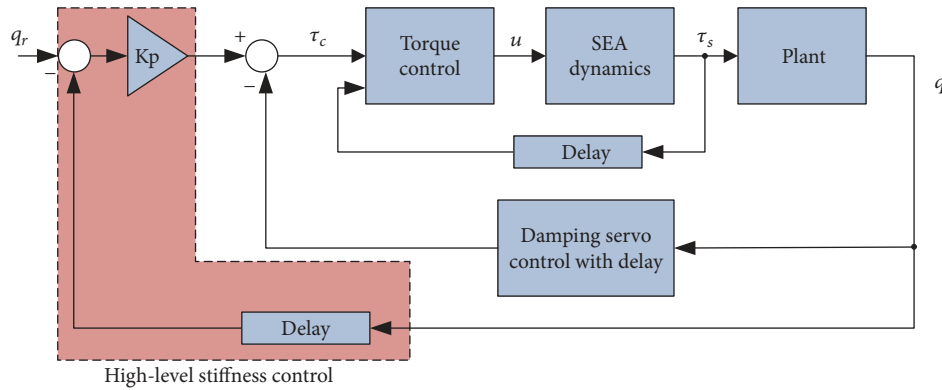 q_r
−
Kp
+
−
τ_c
Torque
control
u
SEA
dynamics
τ_s
Plant
q
Delay
Damping servo
control with delay
Delay
High-level stiffness control